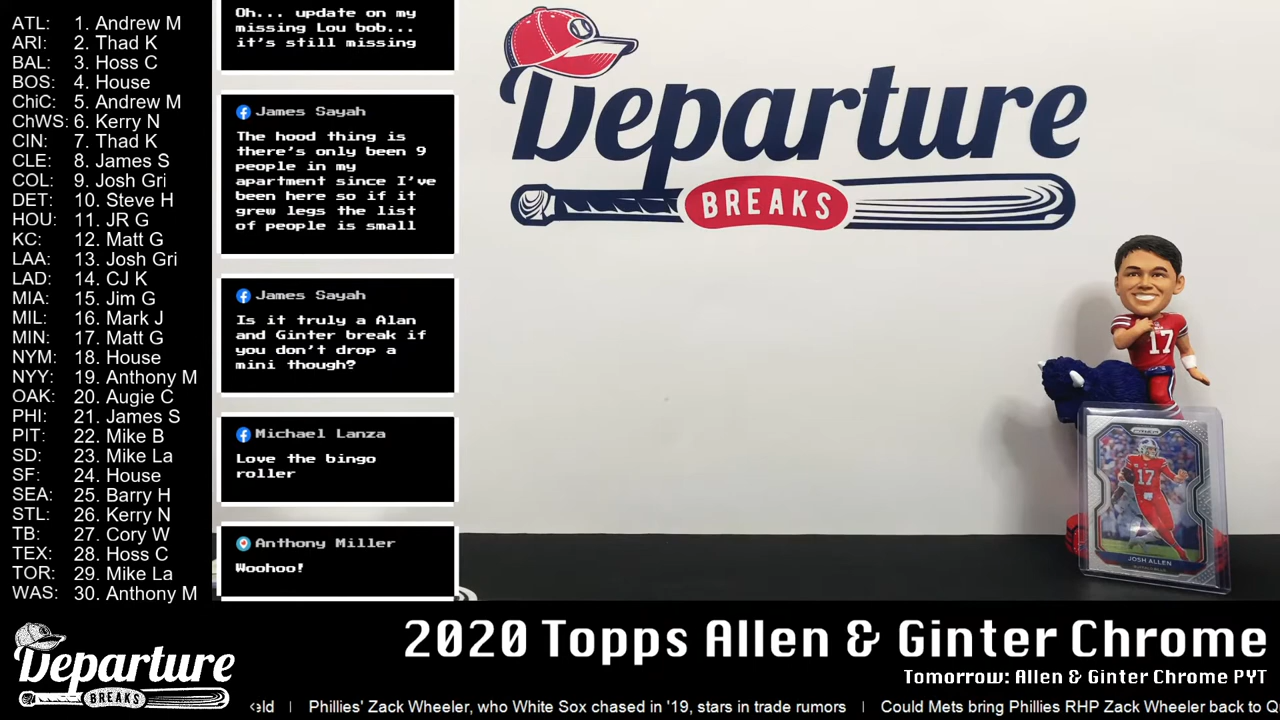 ATL: 1. Andrew M
ARI: 2. Thad K
BAL: 3. Hoss C
BOS: 4. House
ChiC: 5. Andrew M
ChWS: 6. Kerry N
CIN: 7. Thad K
CLE: 8. James S
COL: 9. Josh Gri
DET: 10. Steve H
HOU: 11. JR G
KC: 12. Matt G
LAA: 13. Josh Gri
LAD: 14. CJ K
MIA: 15. Jim G
MIL: 16. Mark J
MIN: 17. Matt G
NYM: 18. House
NYY: 19. Anthony M
OAK: 20. Augie C
PHI: 21. James S
PIT: 22. Mike B
SD: 23. Mike La
SF: 24. House
SEA: 25. Barry H
STL: 26. Kerry N
TB: 27. Cory W
TEX: 28. Hoss C
TOR: 29. Mike La
WAS: 30. Anthony M
Oh... update on my
missing Lou bob...
it's still missing
James Sayah
The hood thing is
there's only been 9
people in my
apartment since I've
been here so if it
grew legs the list
of people is small
James Sayah
Is it truly a Alan
and Ginter break if
you don't drop a
mini though?
Michael Lanza
Love the bingo
roller
Anthony Miller
Woohoo!
Departure
BREAKS
17
17
JOSH ALLEN
2020 Topps Allen & Ginter Chrome
Tomorrow: Allen & Ginter Chrome PYT
Departure
BREAKS
eld | Phillies' Zack Wheeler, who White Sox chased in '19, stars in trade rumors | Could Mets bring Phillies RHP Zack Wheeler back to Q